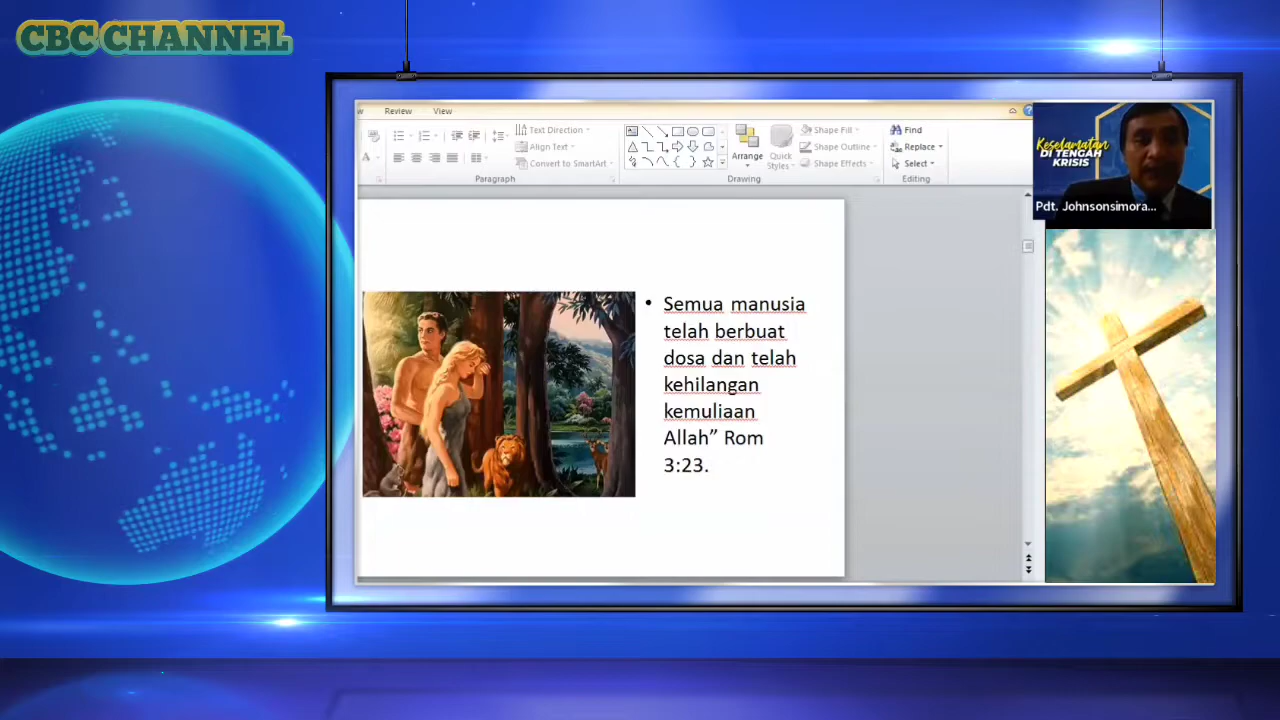 CBC CHANNEL
w Review View
Text Direction
Align Text
Convert to SmartArt
Paragraph
Arrange
Quick
Styles
Shape Fill
Shape Outline
Shape Effects
Drawing
Find
Replace
Select
Editing
Keselamatan
DI TENGAH
KRISIS
Pdt. Johnsonsimora...
• Semua manusia
telah berbuat
dosa dan telah
kehilangan
kemuliaan
Allah” Rom
3:23.